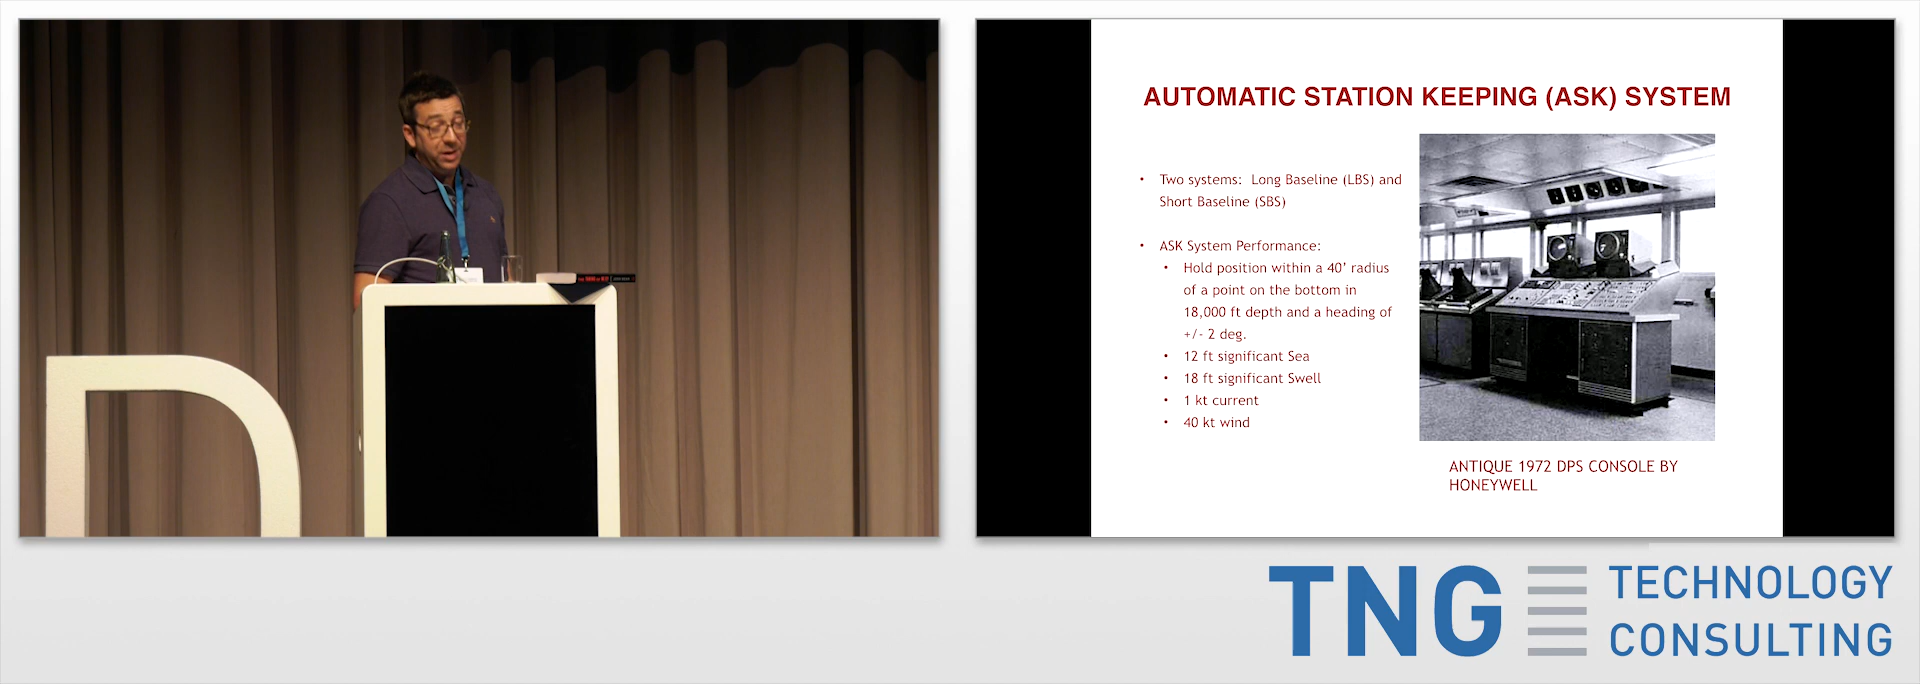 AUTOMATIC STATION KEEPING (ASK) SYSTEM
• Two systems: Long Baseline (LBS) and
Short Baseline (SBS)
• ASK System Performance:
• Hold position within a 40' radius
of a point on the bottom in
18,000 ft depth and a heading of
+/- 2 deg.
• 12 ft significant Sea
• 18 ft significant Swell
• 1 kt current
• 40 kt wind
ANTIQUE 1972 DPS CONSOLE BY
HONEYWELL
TNG TECHNOLOGY
CONSULTING